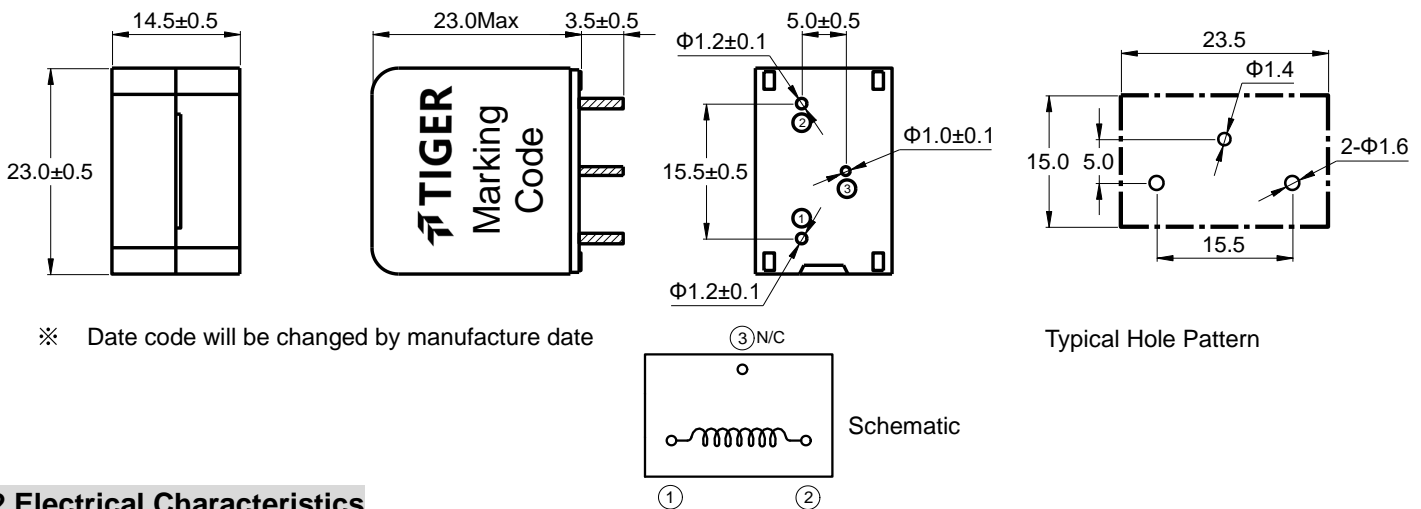 14.5±0.5
23.0±0.5
23.0Max
3.5±0.5
TIGER
Marking
Code
5.0±0.5
Φ1.2±0.1
②
15.5±0.5
Φ1.0±0.1
③
①
Φ1.2±0.1
23.5
Φ1.4
15.0
5.0
2-Φ1.6
15.5
※ Date code will be changed by manufacture date
Typical Hole Pattern
③ N/C
Schematic
① ②
2 Electrical Characteristics